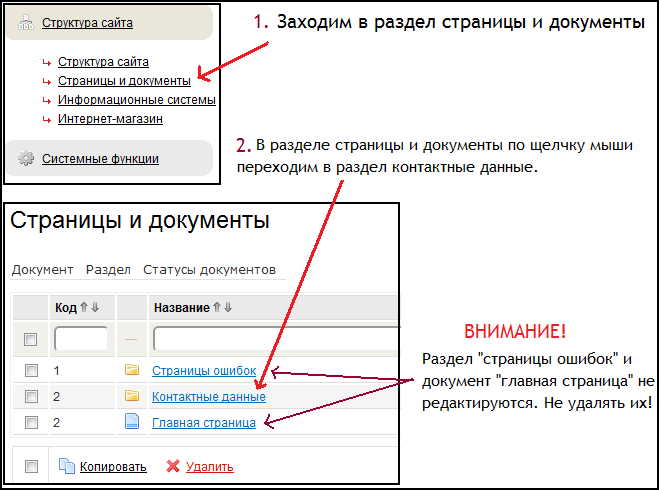 Структура сайта
1. Заходим в раздел страницы и документы
Структура сайта
Страницы и документы
Информационные системы
Интернет-магазин
Системные функции
2. В разделе страницы и документы по щелчку мыши
переходим в раздел контактные данные.
Страницы и документы
Документ Раздел Статусы документов
Код Название
1 Страницы ошибок
2 Контактные данные
2 Главная страница
Копировать Удалить
ВНИМАНИЕ!
Раздел "страницы ошибок" и
документ "главная страница" не
редактируются. Не удалять их!